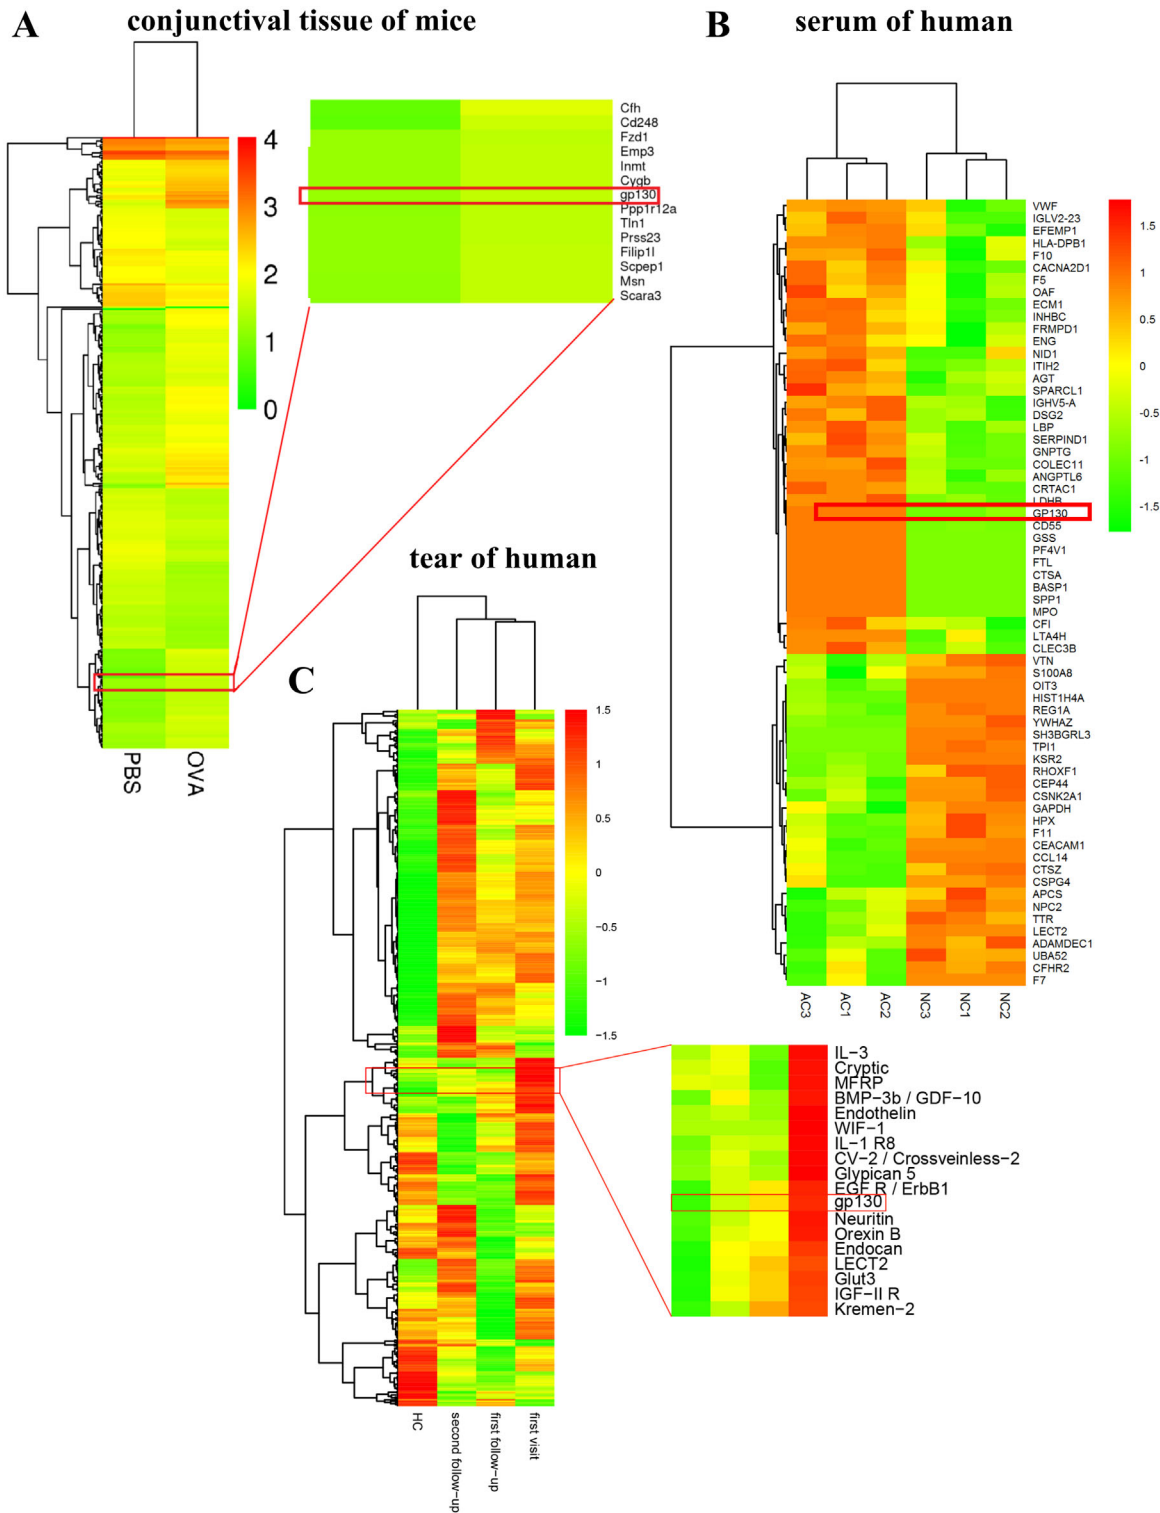 A
conjunctival tissue of mice
4
3
2
1
0
PBS
OVA
Cfh
Cd248
Fzd1
Emp3
Inmt
Cygb
gp130
Ppp1r12a
Tln1
Prss23
Filip1l
Scpep1
Msn
Scara3
B
serum of human
VWF
IGLV2-23
EFEMP1
HLA-DPB1
F10
CACNA2D1
F5
OAF
ECM1
INHBC
FRMPD1
ENG
NID1
ITIH2
AGT
SPARCL1
IGHV5-A
DSG2
LBP
SERPIND1
GNPTG
COLEC11
ANGPTL6
CRTAC1
LDHB
GP130
CD55
GSS
PF4V1
FTL
CTSA
BASP1
SPP1
MPO
CFI
LTA4H
CLEC3B
VTN
S100A8
OIT3
HIST1H4A
REG1A
YWHAZ
SH3BGRL3
TPI1
KSR2
RHOXF1
CEP44
CSNK2A1
GAPDH
HPX
F11
CEACAM1
CCL14
CTSZ
CSPG4
APCS
NPC2
TTR
LECT2
ADAMDEC1
UBA52
CFHR2
F7
AC3
AC1
AC2
NC3
NC1
NC2
1.5
1
0.5
0
-0.5
-1
-1.5
C
tear of human
1.5
1
0.5
0
−0.5
−1
−1.5
HC
second follow−up
first follow−up
first visit
IL−3
Cryptic
MFRP
BMP−3b / GDF−10
Endothelin
WIF−1
IL−1 R8
CV−2 / Crossveinless−2
Glypican 5
EGF R / ErbB1
gp130
Neuritin
Orexin B
Endocan
LECT2
Glut3
IGF−II R
Kremen−2